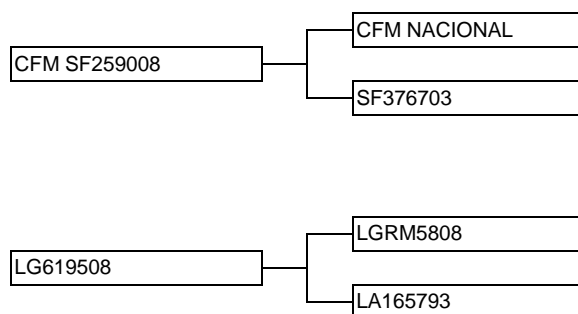 CFM NACIONAL
CFM SF259008
SF376703
LGRM5808
LG619508
LA165793